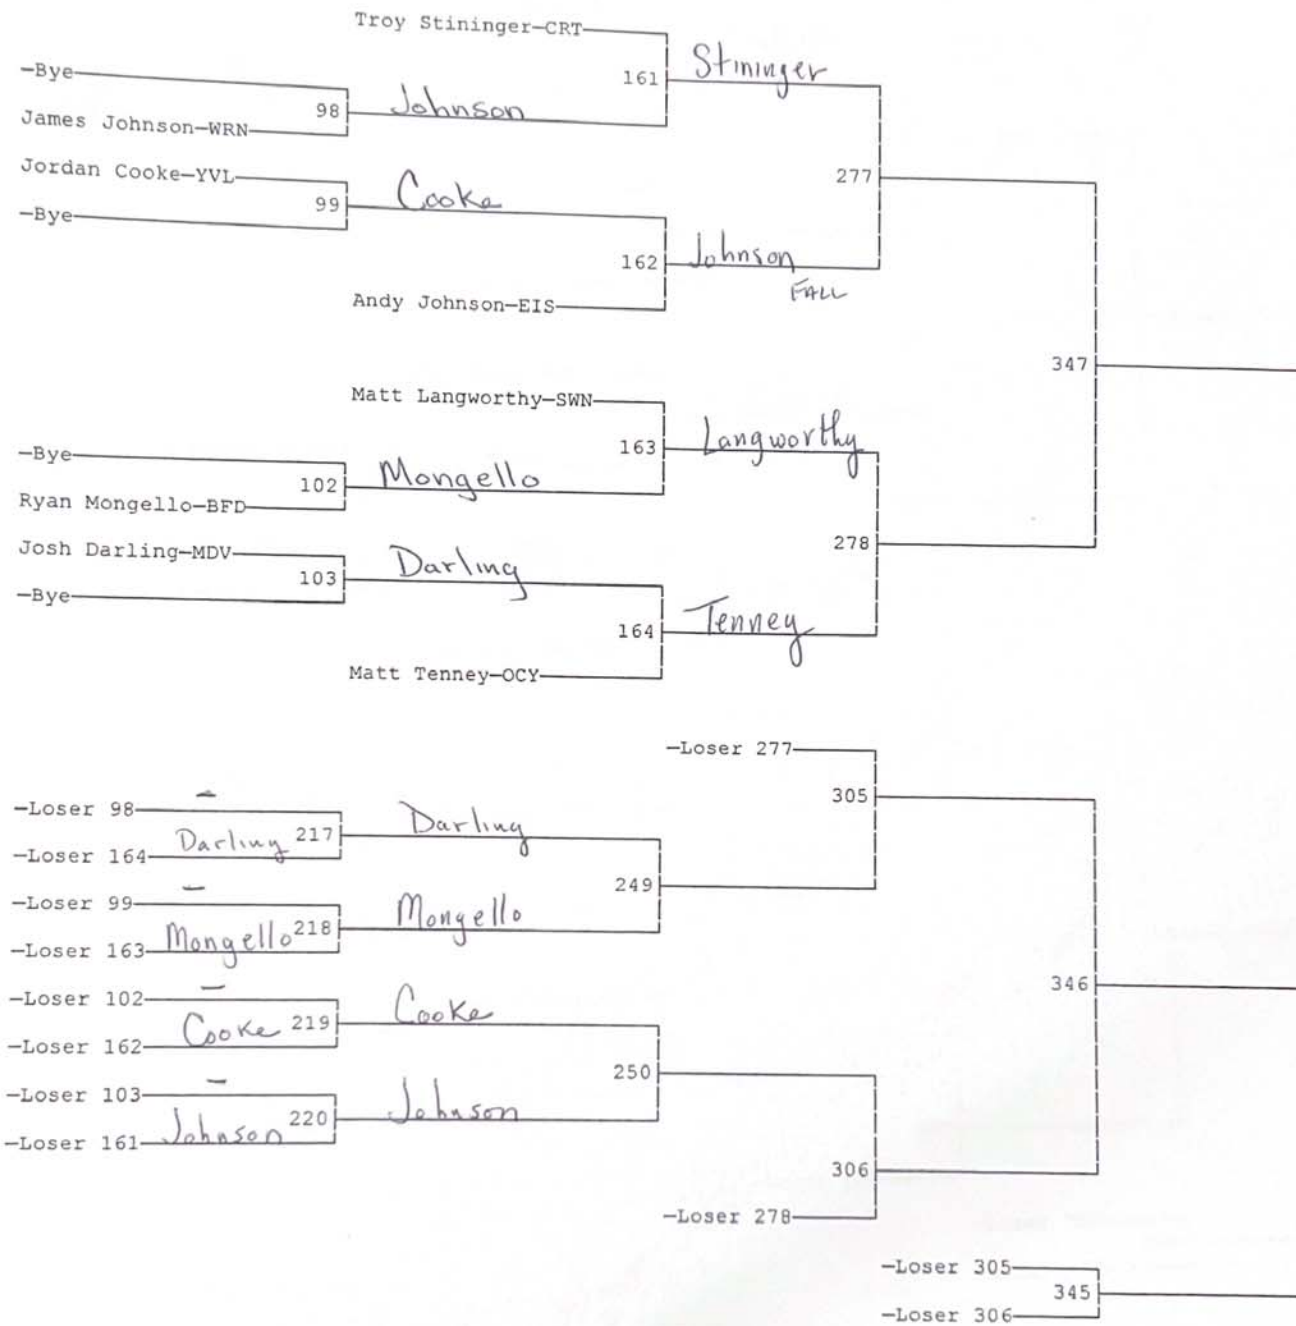 Troy Stininger—CRT
161 Stininger
—Bye
98 Johnson
James Johnson—WRN
Jordan Cooke—YVL
277
99 Cooke
—Bye
162 Johnson
FALL
Andy Johnson—EIS
347
Matt Langworthy—SWN
163 Langworthy
—Bye
102 Mongello
Ryan Mongello—BFD
Josh Darling—MDV
278
103 Darling
—Bye
164 Tenney
Matt Tenney—OCY
—Loser 277
305
—Loser 98 –
Darling 217 Darling
—Loser 164
249
—Loser 99 –
Mongello 218 Mongello
—Loser 163
346
—Loser 102 –
Cooke 219 Cooke
—Loser 162
250
—Loser 103 –
Johnson 220 Johnson
—Loser 161
306
—Loser 278
—Loser 305
345
—Loser 306